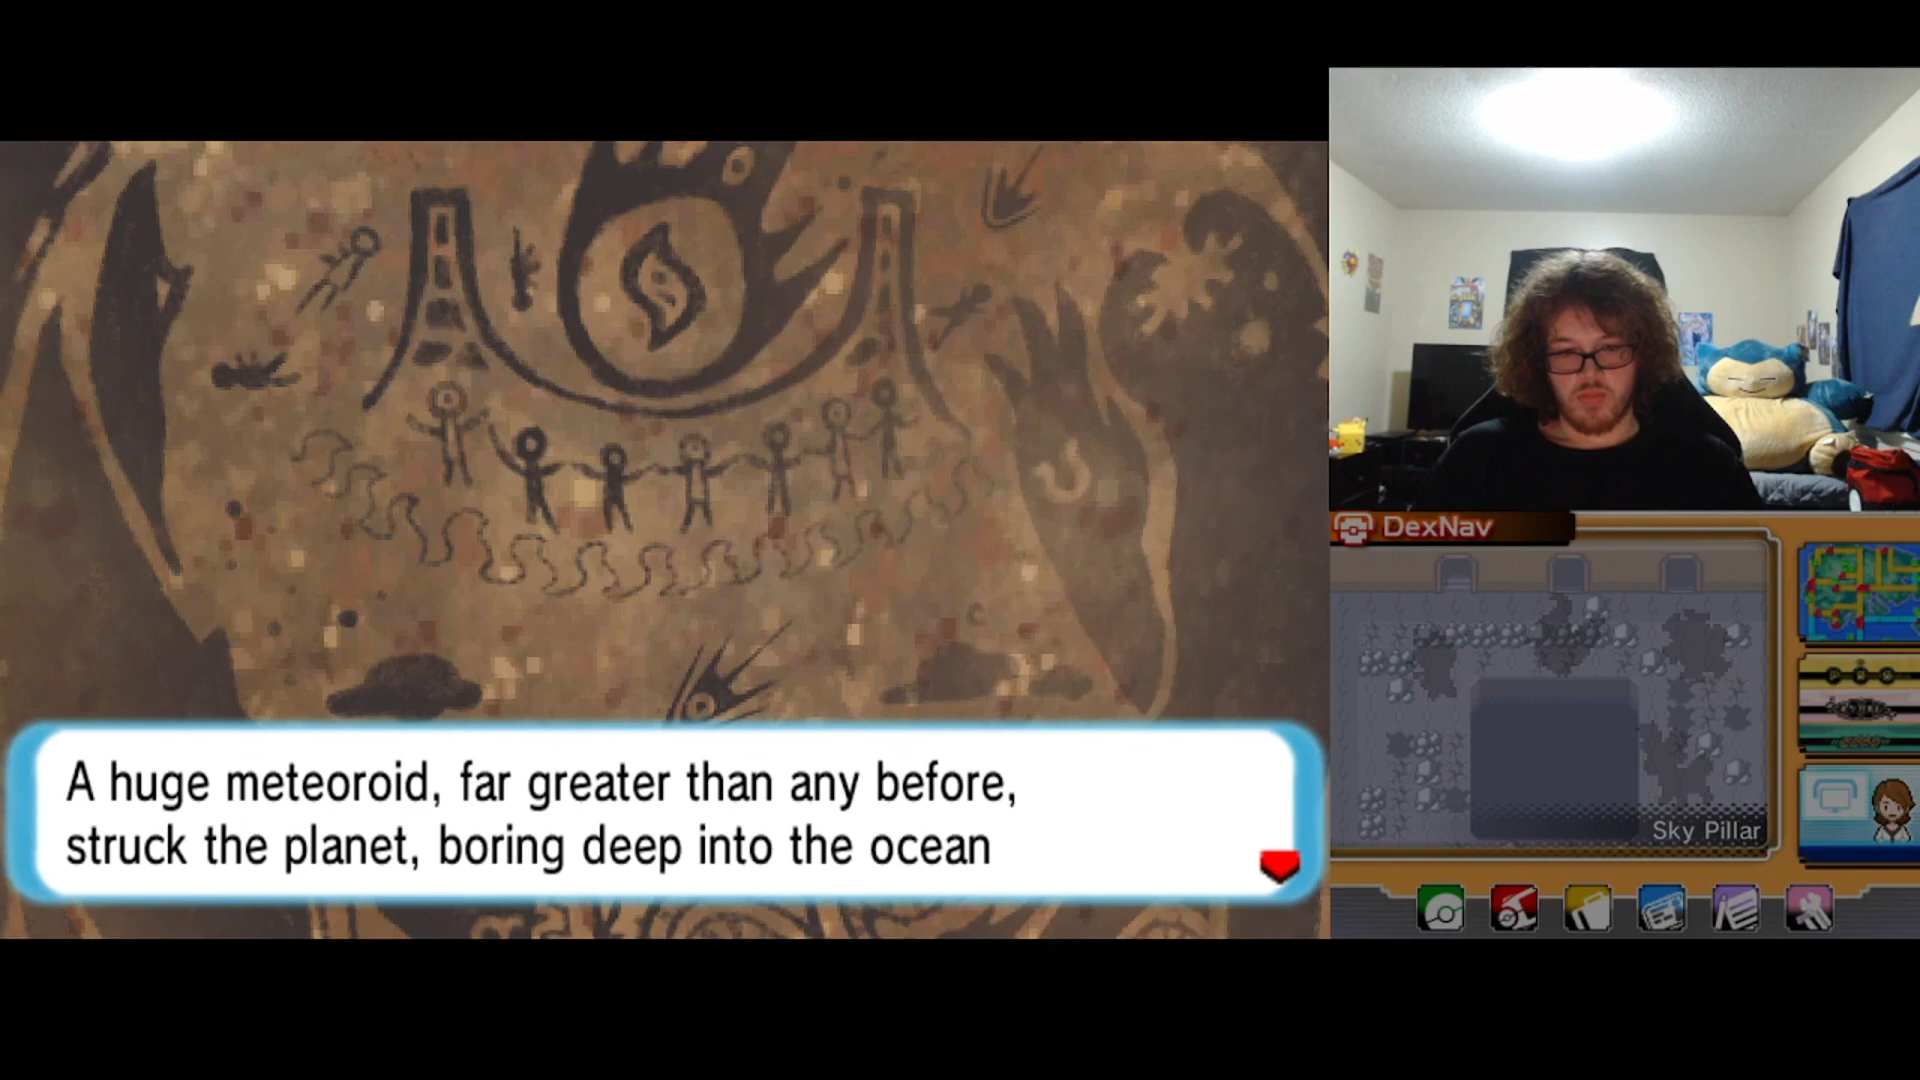 A huge meteoroid, far greater than any before,
struck the planet, boring deep into the ocean
DexNav
Sky Pillar